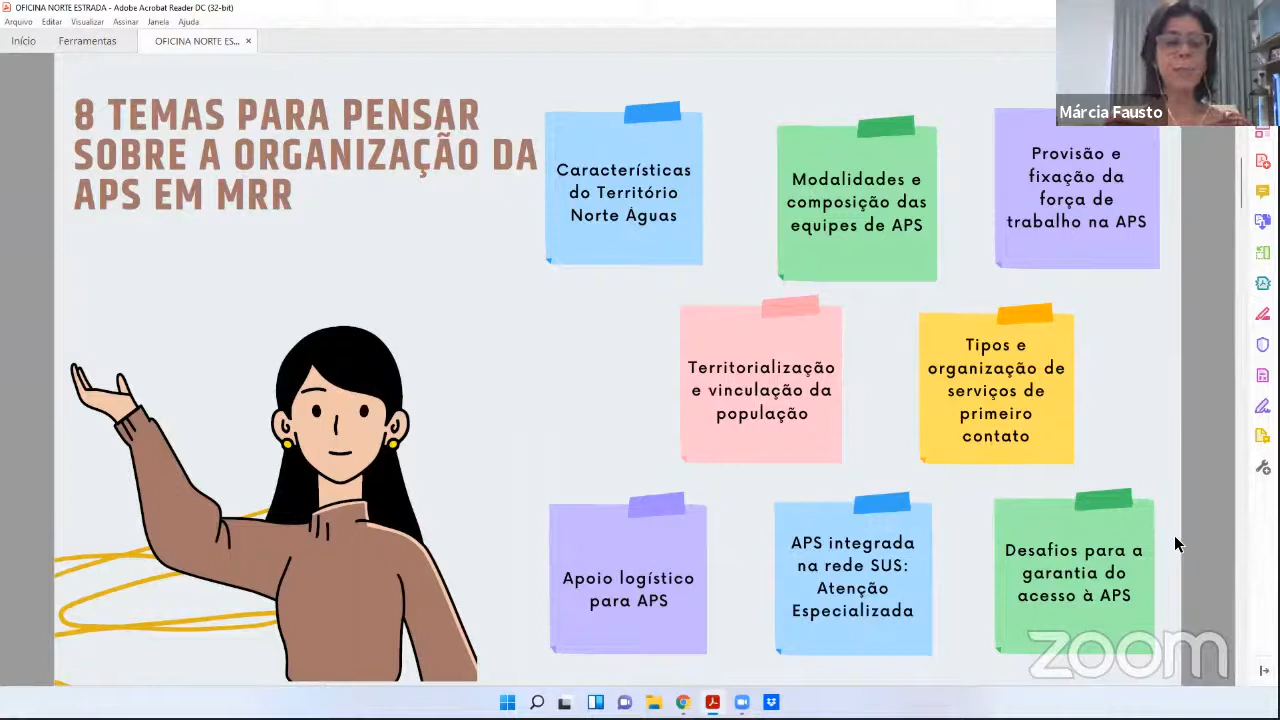 OFICINA NORTE ESTRADA - Adobe Acrobat Reader DC (32-bit)
Arquivo Editar Visualizar Assinar Janela Ajuda
Início Ferramentas OFICINA NORTE ES... ×
Márcia Fausto
8 TEMAS PARA PENSAR
SOBRE A ORGANIZAÇÃO DA
APS EM MRR
Características
do Território
Norte Águas
Modalidades e
composição das
equipes de APS
Provisão e
fixação da
força de
trabalho na APS
Territorialização
e vinculação da
população
Tipos e
organização de
serviços de
primeiro
contato
Apoio logístico
para APS
APS integrada
na rede SUS:
Atenção
Especializada
Desafios para a
garantia do
acesso à APS
zoom